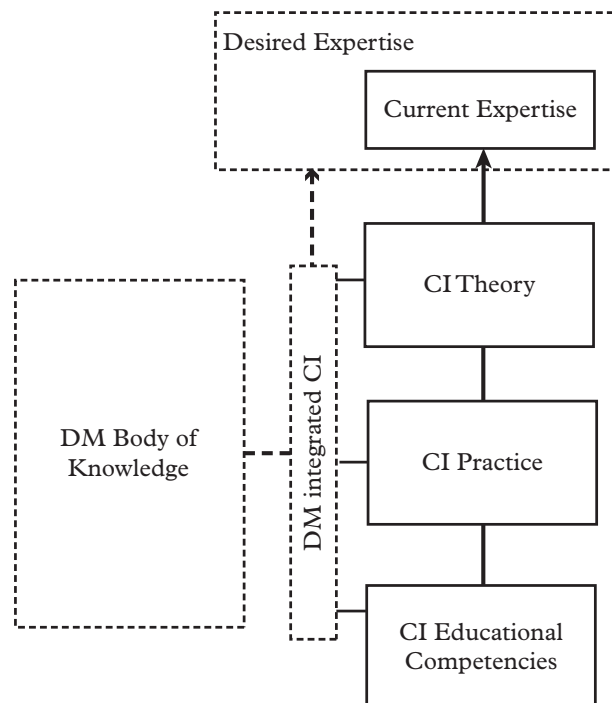 Desired Expertise
Current Expertise
CI Theory
DM Body of
Knowledge
DM integrated CI
CI Practice
CI Educational
Competencies